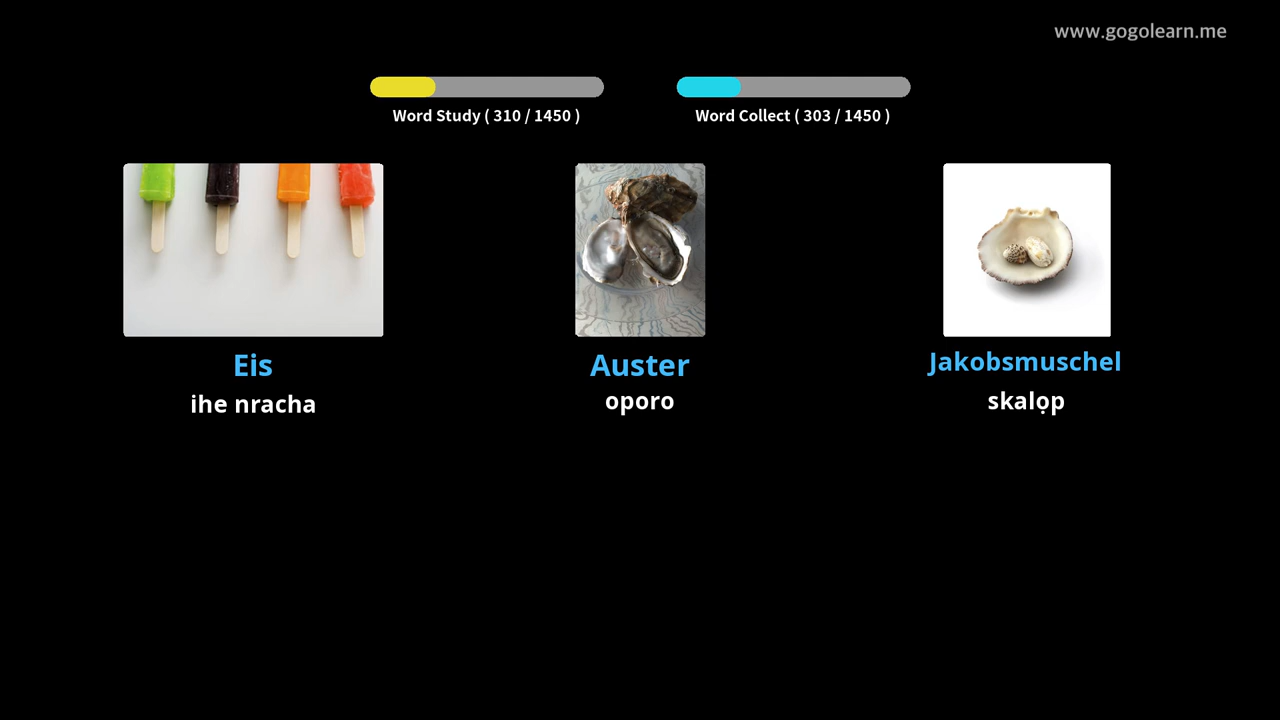 www.gogolearn.me
Word Study ( 310 / 1450 )
Word Collect ( 303 / 1450 )
Eis
ihe nracha
Auster
oporo
Jakobsmuschel
skalọp